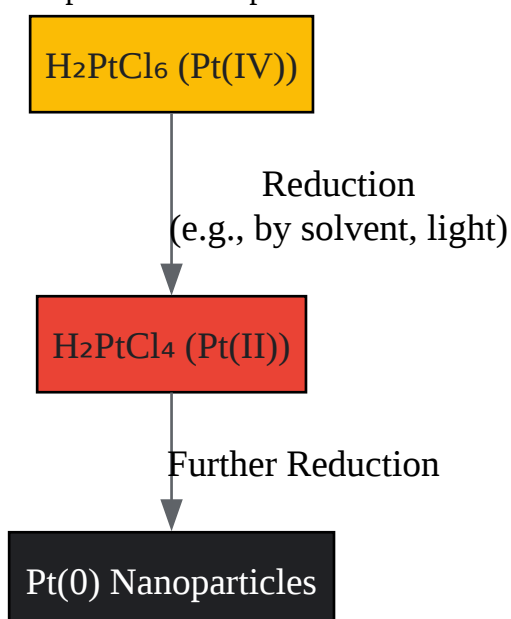 H₂PtCl₆ (Pt(IV))
Reduction
(e.g., by solvent, light)
H₂PtCl₄ (Pt(II))
Further Reduction
Pt(0) Nanoparticles